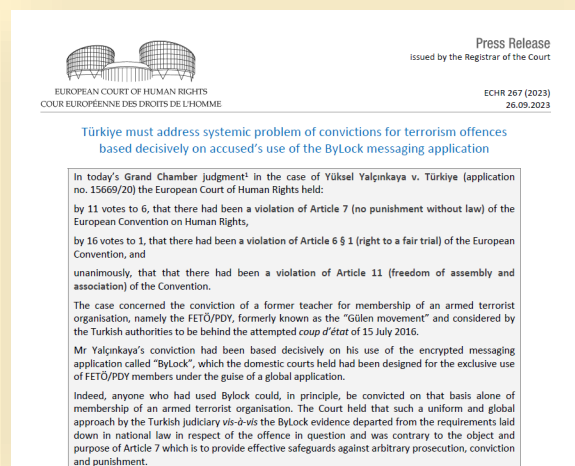 Press Release
issued by the Registrar of the Court
EUROPEAN COURT OF HUMAN RIGHTS
COUR EUROPÉENNE DES DROITS DE L'HOMME
ECHR 267 (2023)
26.09.2023
Türkiye must address systemic problem of convictions for terrorism offences
based decisively on accused's use of the ByLock messaging application
In today's Grand Chamber judgment¹ in the case of Yüksel Yalçınkaya v. Türkiye (application
no. 15669/20) the European Court of Human Rights held:
by 11 votes to 6, that there had been a violation of Article 7 (no punishment without law) of the
European Convention on Human Rights,
by 16 votes to 1, that there had been a violation of Article 6 § 1 (right to a fair trial) of the European
Convention, and
unanimously, that that there had been a violation of Article 11 (freedom of assembly and
association) of the Convention.
The case concerned the conviction of a former teacher for membership of an armed terrorist
organisation, namely the FETÖ/PDY, formerly known as the "Gülen movement" and considered by
the Turkish authorities to be behind the attempted coup d'état of 15 July 2016.
Mr Yalçınkaya's conviction had been based decisively on his use of the encrypted messaging
application called "ByLock", which the domestic courts held had been designed for the exclusive use
of FETÖ/PDY members under the guise of a global application.
Indeed, anyone who had used Bylock could, in principle, be convicted on that basis alone of
membership of an armed terrorist organisation. The Court held that such a uniform and global
approach by the Turkish judiciary vis-à-vis the ByLock evidence departed from the requirements laid
down in national law in respect of the offence in question and was contrary to the object and
purpose of Article 7 which is to provide effective safeguards against arbitrary prosecution, conviction
and punishment.